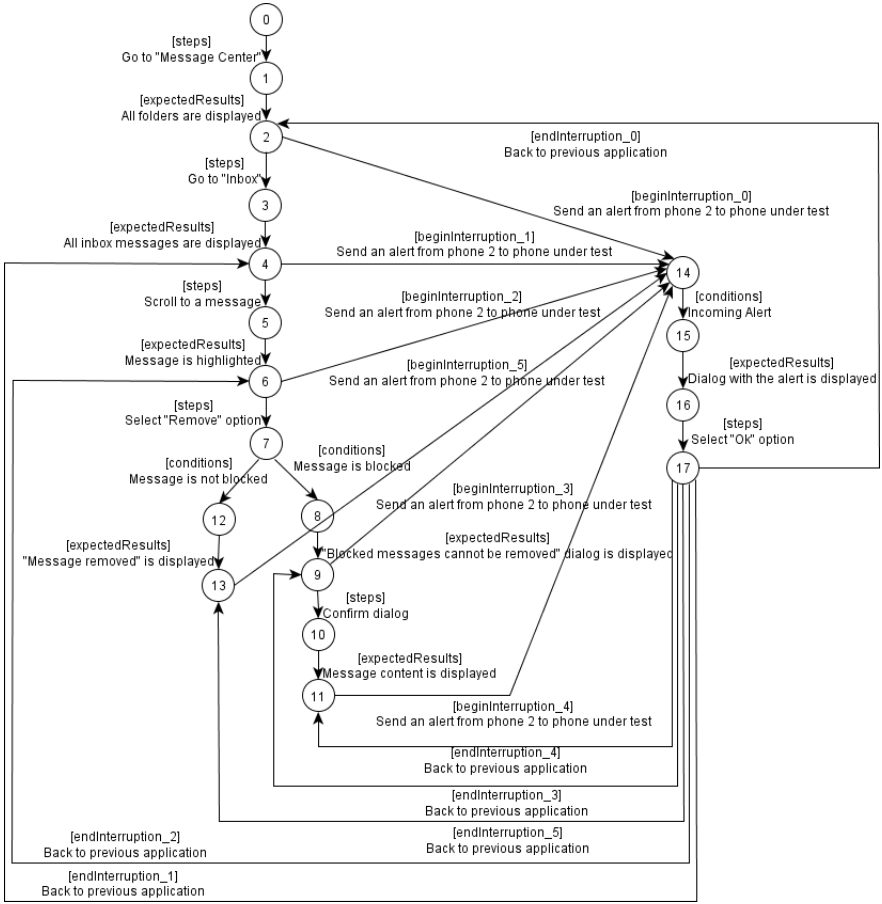 0
[steps]
Go to "Message Center"
1
[expectedResults]
All folders are displayed
2
[endInterruption_0]
Back to previous application
[steps]
Go to "Inbox"
[beginInterruption_0]
Send an alert from phone 2 to phone under test
3
[expectedResults]
All inbox messages are displayed
[beginInterruption_1]
Send an alert from phone 2 to phone under test
4
14
[steps]
Scroll to a message
[beginInterruption_2]
Send an alert from phone 2 to phone under test
[conditions]
Incoming Alert
5
15
[expectedResults]
Message is highlighted
[beginInterruption_5]
Send an alert from phone 2 to phone under test
[expectedResults]
Dialog with the alert is displayed
6
16
[steps]
Select "Remove" option
[steps]
Select "Ok" option
7
17
[conditions]
Message is not blocked
[conditions]
Message is blocked
[beginInterruption_3]
Send an alert from phone 2 to phone under test
12
8
[expectedResults]
"Message removed" is displayed
[expectedResults]
"Blocked messages cannot be removed" dialog is displayed
13
9
[steps]
Confirm dialog
10
[expectedResults]
Message content is displayed
11
[beginInterruption_4]
Send an alert from phone 2 to phone under test
[endInterruption_4]
Back to previous application
[endInterruption_3]
Back to previous application
[endInterruption_5]
Back to previous application
[endInterruption_2]
Back to previous application
[endInterruption_1]
Back to previous application